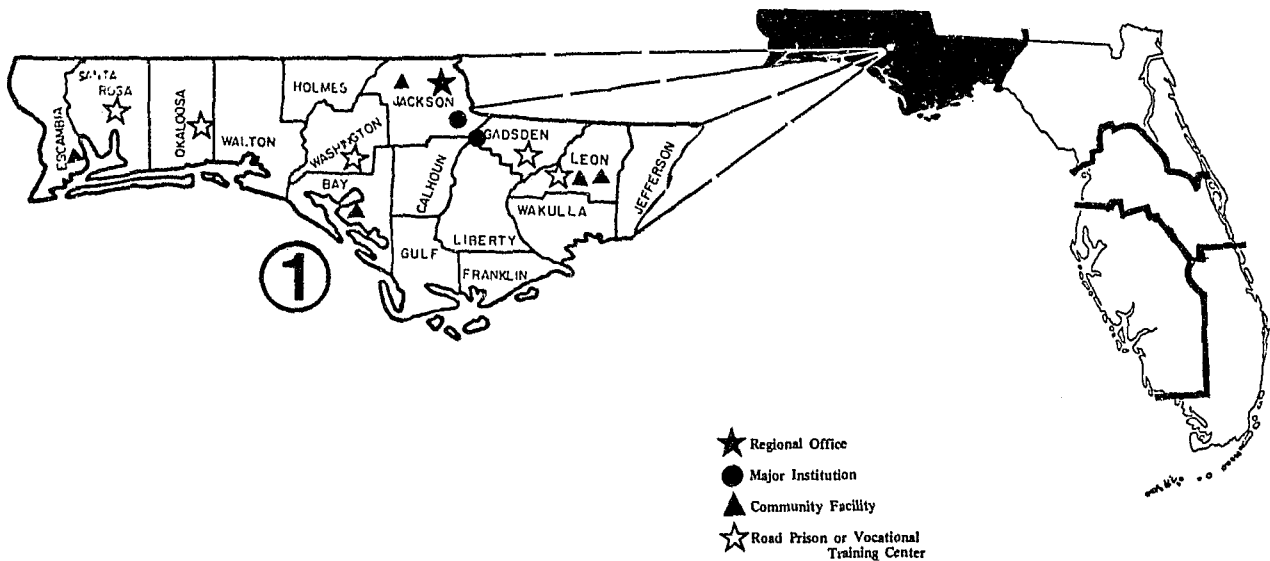 SANTA
ROSA
ESCAMBIA
OKALOOSA
WALTON
HOLMES
JACKSON
WASHINGTON
BAY
CALHOUN
GADSDEN
LEON
JEFFERSON
WAKULLA
LIBERTY
GULF
FRANKLIN
1
Regional Office
Major Institution
Community Facility
Road Prison or Vocational
Training Center